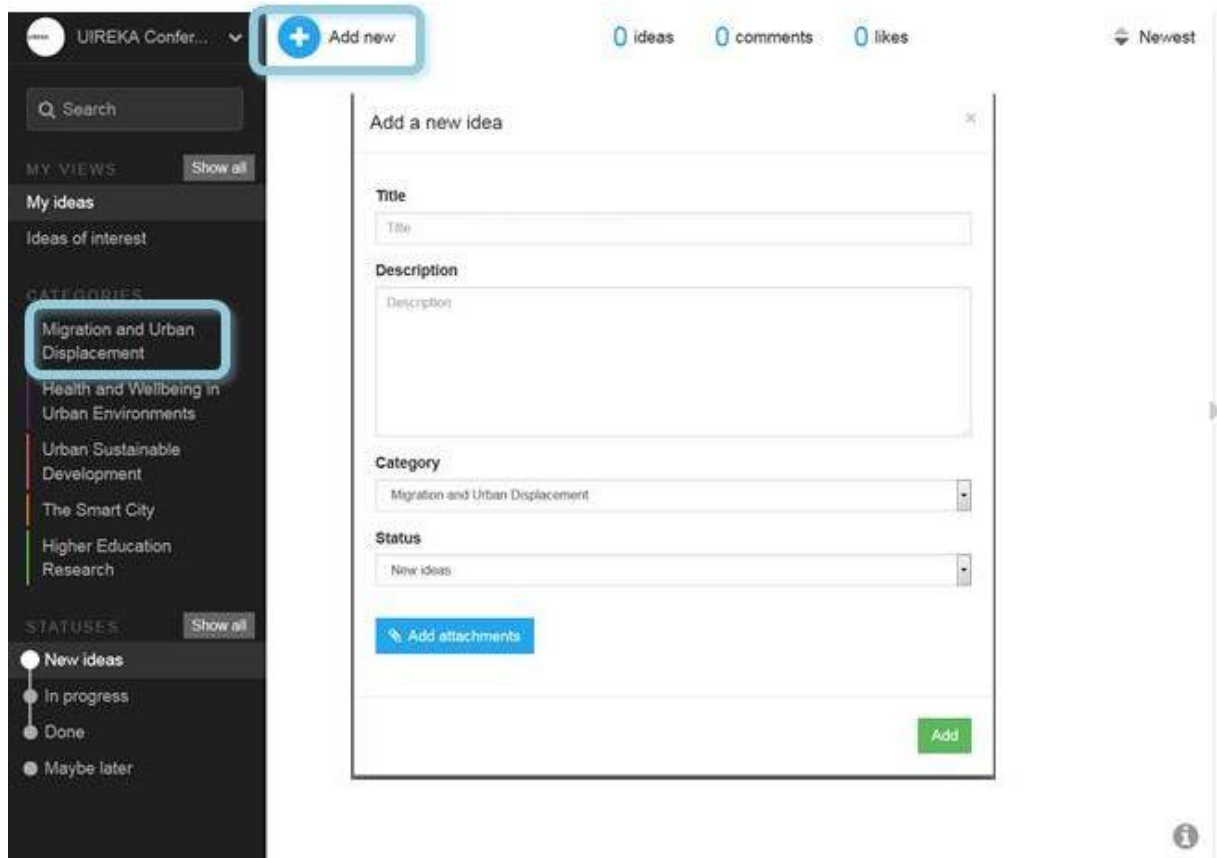 UIREKA Confer...
Add new
0 ideas
0 comments
0 likes
Newest
Search
MY VIEWS
Show all
My ideas
Ideas of interest
CATEGORIES
Migration and Urban
Displacement
Health and Wellbeing in
Urban Environments
Urban Sustainable
Development
The Smart City
Higher Education
Research
STATUSES
Show all
New ideas
In progress
Done
Maybe later
Add a new idea
×
Title
Title
Description
Description
Category
Migration and Urban Displacement
Status
New ideas
Add attachments
Add